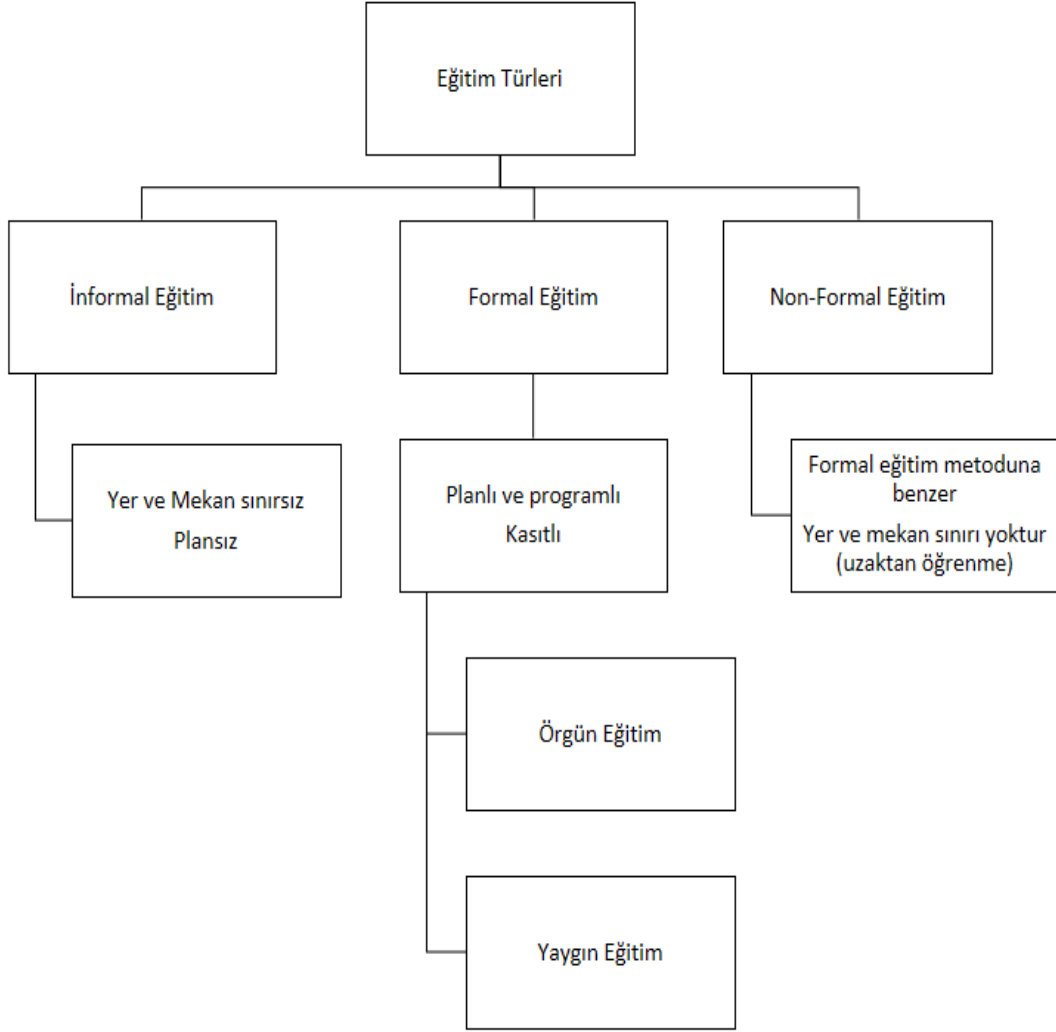 Eğitim Türleri
İnformal Eğitim
Formal Eğitim
Non-Formal Eğitim
Yer ve Mekan sınırsız
Plansız
Planlı ve programlı
Kasıtlı
Formal eğitim metoduna
benzer
Yer ve mekan sınırı yoktur
(uzaktan öğrenme)
Örgün Eğitim
Yaygın Eğitim